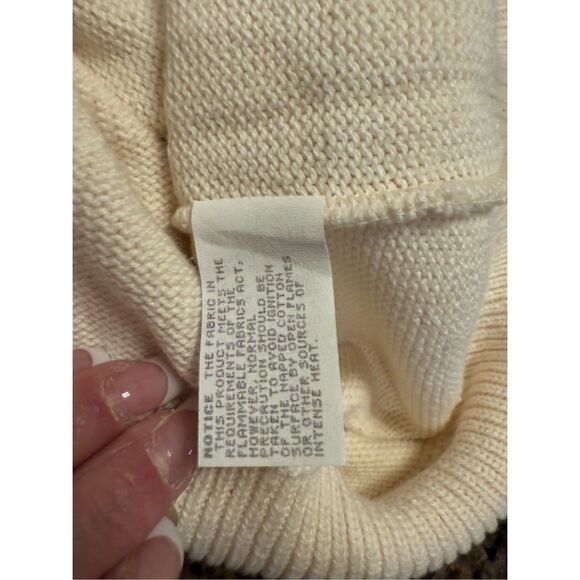 NOTICE THE FABRIC IN
THIS PRODUCT MEETS THE
REQUIREMENTS OF THE
FLAMMABLE FABRICS ACT,
HOWEVER, NORMAL
PRECAUTION SHOULD BE
TAKEN TO AVOID IGNITION
OF THE NAPPED COTTON
SURFACE BY OPEN FLAMES
OR OTHER SOURCES OF
INTENSE HEAT.